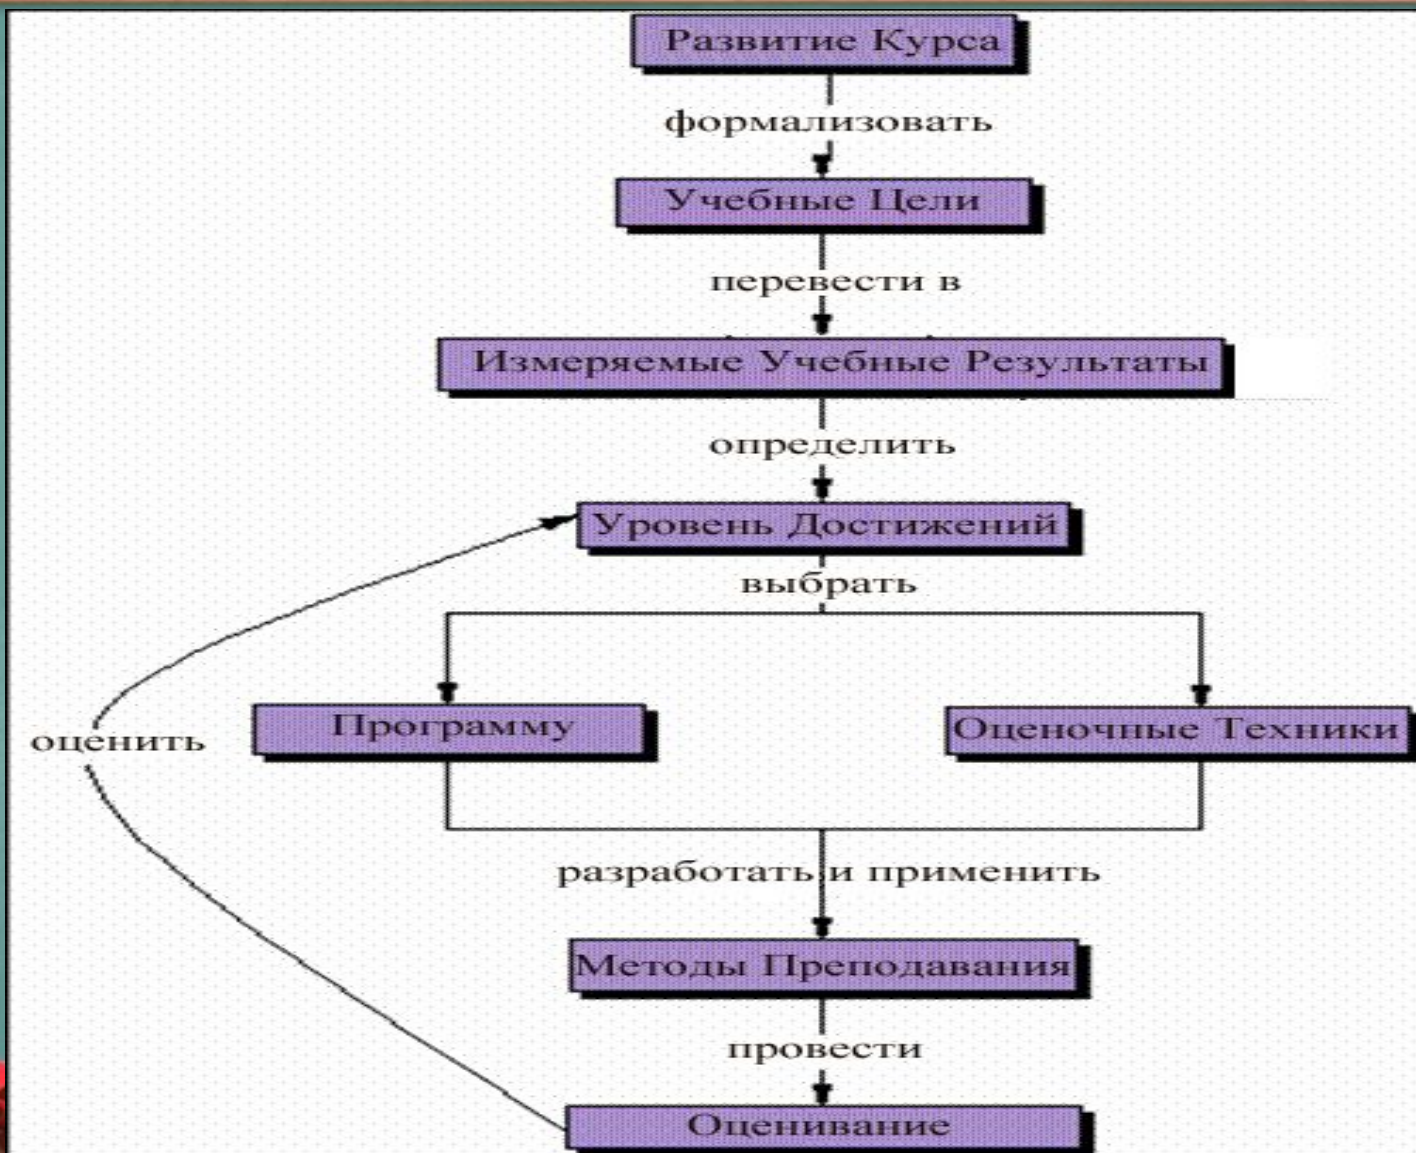 Развитие Курса
формализовать
Учебные Цели
перевести в
Измеряемые Учебные Результаты
определить
Уровень Достижений
выбрать
Программу
Оценочные Техники
оценить
разработать и применить
Методы Преподавания
провести
Оценивание